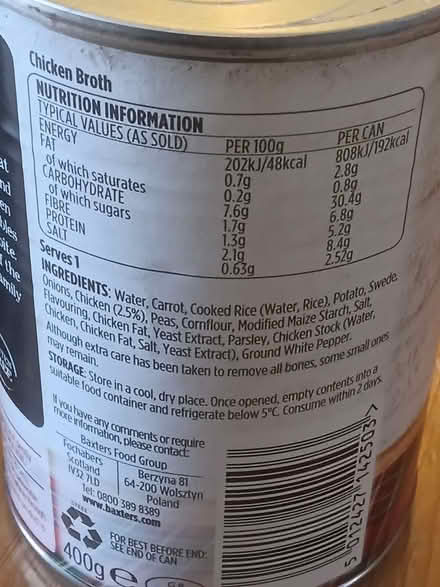 Chicken Broth
NUTRITION INFORMATION
TYPICAL VALUES (AS SOLD) PER 100g PER CAN
ENERGY 202kJ/48kcal 808kJ/192kcal
FAT 0.7g 2.8g
of which saturates 0.2g 0.8g
CARBOHYDRATE 7.6g 30.4g
of which sugars 1.7g 6.8g
FIBRE 1.3g 5.2g
PROTEIN 2.1g 8.4g
SALT 0.63g 2.52g
Serves 1
INGREDIENTS: Water, Carrot, Cooked Rice (Water, Rice), Potato, Swede,
Onions, Chicken (2.5%), Peas, Cornflour, Modified Maize Starch, Salt,
Flavouring, Chicken Fat, Yeast Extract, Parsley, Chicken Stock (Water,
Chicken, Chicken Fat, Salt, Yeast Extract), Ground White Pepper.
Although extra care has been taken to remove all bones, some small ones
may remain.
STORAGE: Store in a cool, dry place. Once opened, empty contents into a
suitable food container and refrigerate below 5°C. Consume within 2 days.
If you have any comments or require
more information, please contact:
Baxters Food Group
Fochabers
Scotland
IV32 7LD
Berzyna 81
64-200 Wolsztyn
Poland
Tel: 0800 389 8389
www.baxters.com
FOR BEST BEFORE END:
SEE END OF CAN
400g e
5 012427 142503 >